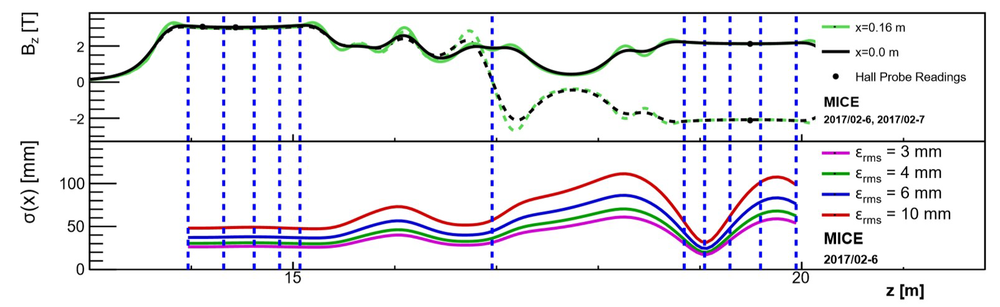 B_z [T]
2
0
−2
x=0.16 m
x=0.0 m
Hall Probe Readings
MICE
2017/02-6, 2017/02-7
σ(x) [mm]
100
50
0
ε_rms = 3 mm
ε_rms = 4 mm
ε_rms = 6 mm
ε_rms = 10 mm
MICE
2017/02-6
15
20
z [m]